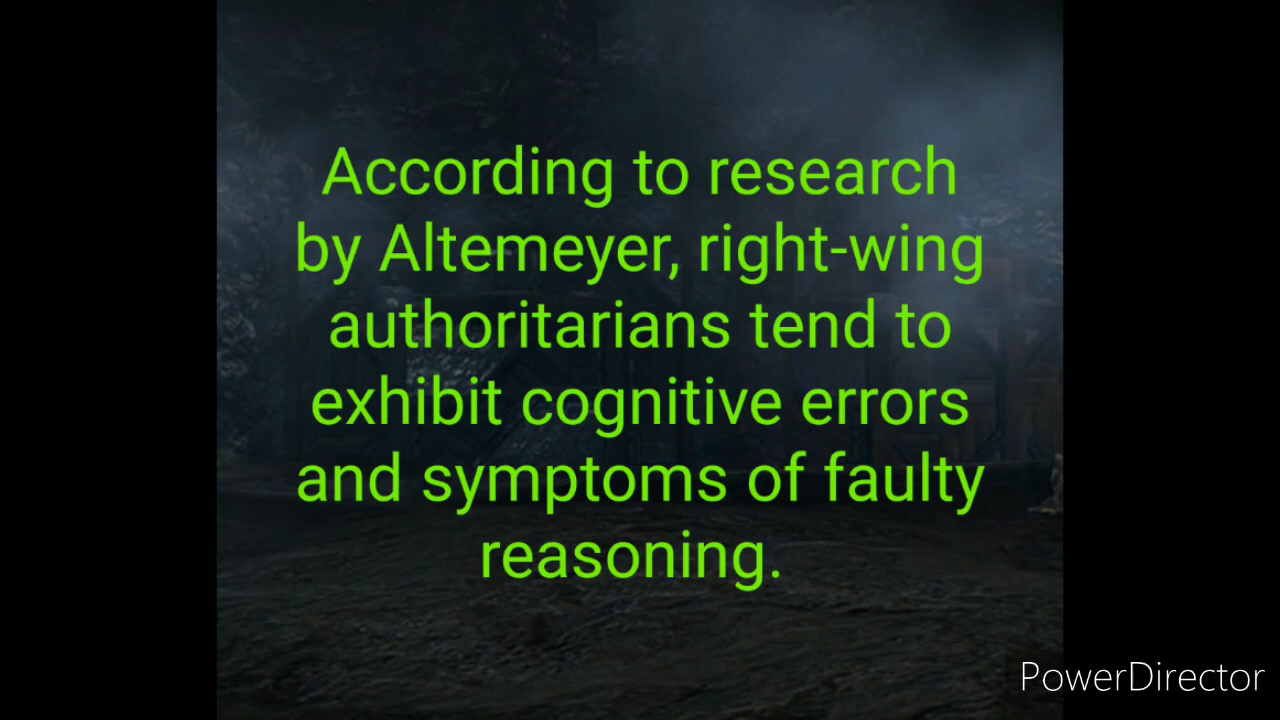 According to research
by Altemeyer, right-wing
authoritarians tend to
exhibit cognitive errors
and symptoms of faulty
reasoning.
PowerDirector